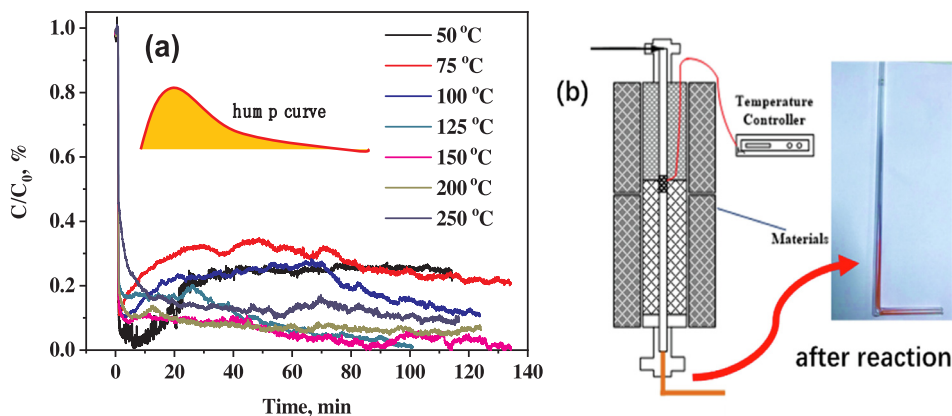 (a)
50 °C
75 °C
100 °C
125 °C
150 °C
200 °C
250 °C
hump curve
C/C0, %
1.0
0.8
0.6
0.4
0.2
0.0
0 20 40 60 80 100 120 140
Time, min
(b)
Temperature
Controller
Materials
after reaction